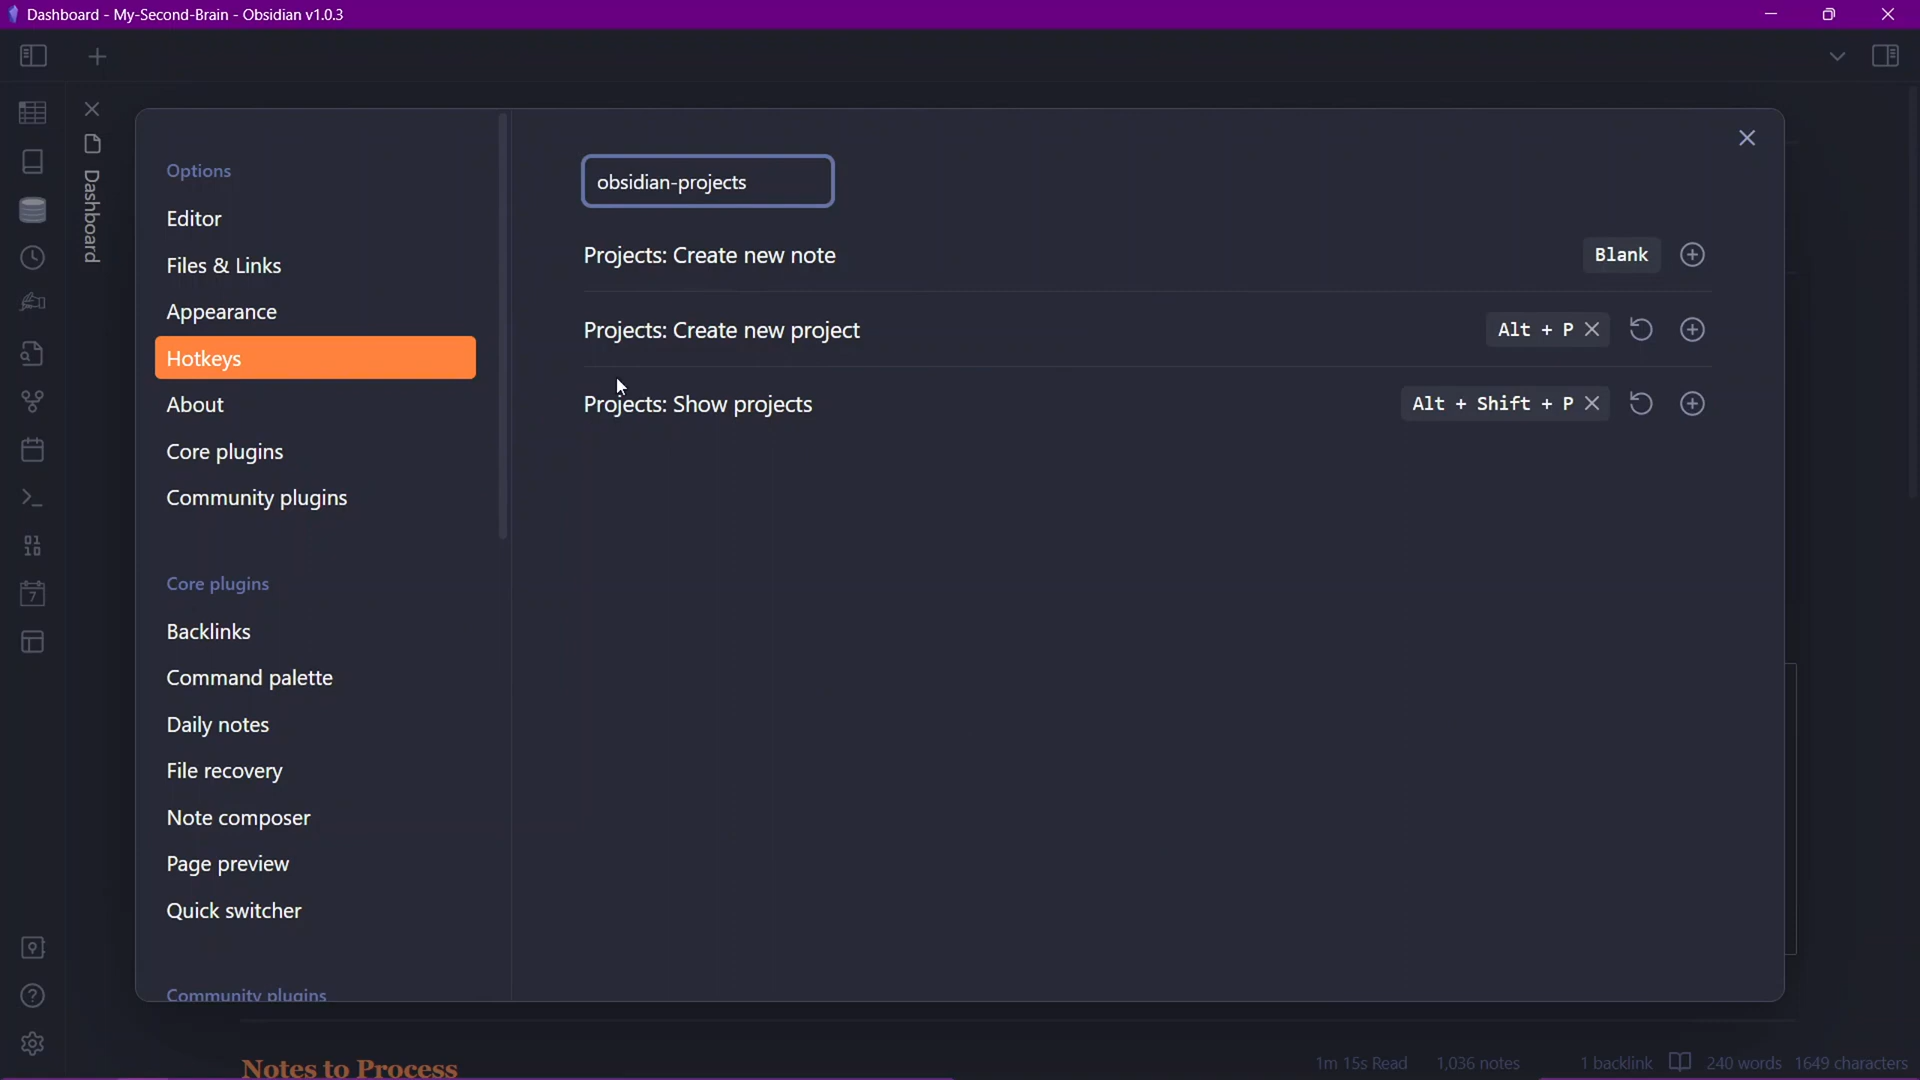 Dashboard - My-Second-Brain - Obsidian v1.0.3
Dashboard
Options
Editor
Files & Links
Appearance
Hotkeys
About
Core plugins
Community plugins
Core plugins
Backlinks
Command palette
Daily notes
File recovery
Note composer
Page preview
Quick switcher
Community plugins
obsidian-projects
Projects: Create new note Blank
Projects: Create new project Alt + P
Projects: Show projects Alt + Shift + P
Notes to Process
1m 15s Read 1,036 notes 1 backlink 240 words 1649 characters